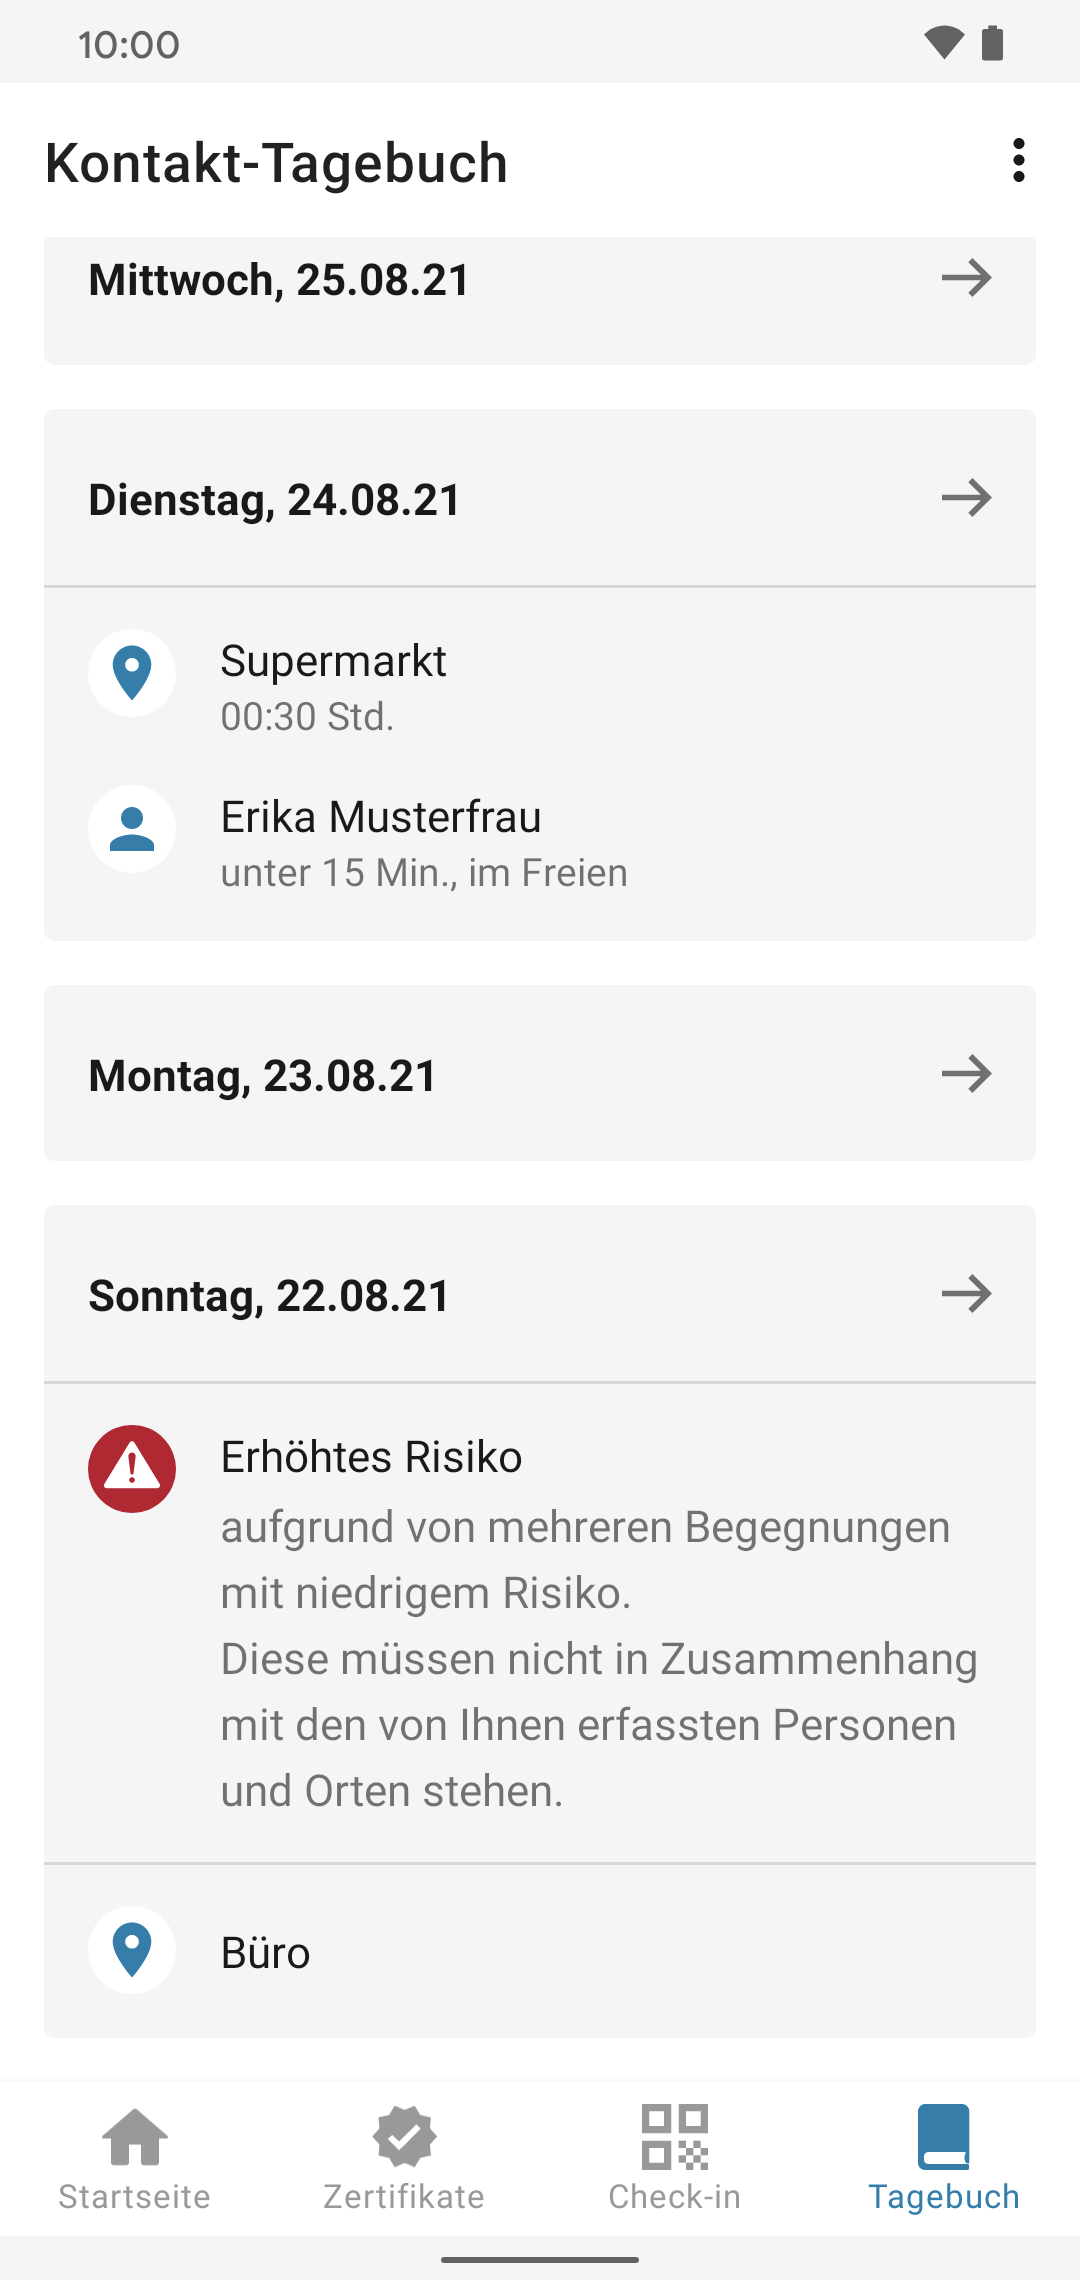 10:00
Kontakt-Tagebuch
Mittwoch, 25.08.21
Dienstag, 24.08.21
Supermarkt
00:30 Std.
Erika Musterfrau
unter 15 Min., im Freien
Montag, 23.08.21
Sonntag, 22.08.21
Erhöhtes Risiko
aufgrund von mehreren Begegnungen
mit niedrigem Risiko.
Diese müssen nicht in Zusammenhang
mit den von Ihnen erfassten Personen
und Orten stehen.
Büro
Startseite
Zertifikate
Check-in
Tagebuch